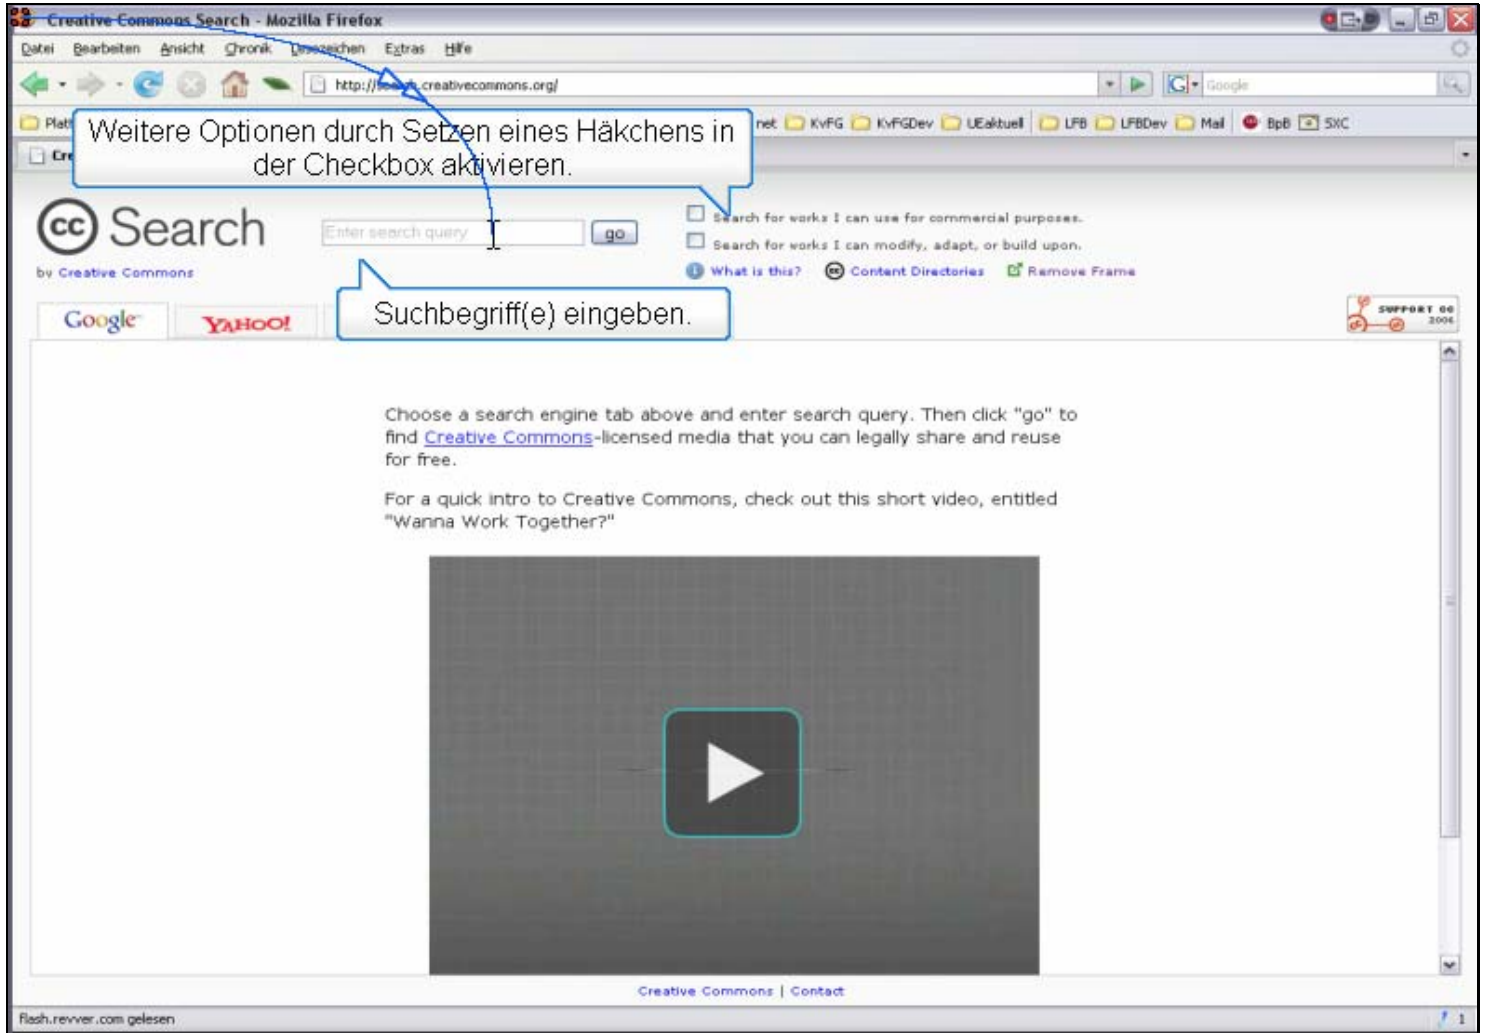 Creative Commons Search - Mozilla Firefox
Datei Bearbeiten Ansicht Chronik Lesezeichen Extras Hilfe
http://search.creativecommons.org/
Google
net KvFG KvFGDev UEaktuell LFB LFBDev Mail BpB SXC
Weitere Optionen durch Setzen eines Häkchens in
der Checkbox aktivieren.
cc Search
Enter search query
go
Search for works I can use for commercial purposes.
Search for works I can modify, adapt, or build upon.
by Creative Commons
What is this? cc Content Directories Remove Frame
Suchbegriff(e) eingeben.
Google YAHOO!
SUPPORT CC
2006
Choose a search engine tab above and enter search query. Then click "go" to
find Creative Commons-licensed media that you can legally share and reuse
for free.
For a quick intro to Creative Commons, check out this short video, entitled
"Wanna Work Together?"
Creative Commons | Contact
flash.revver.com gelesen
1